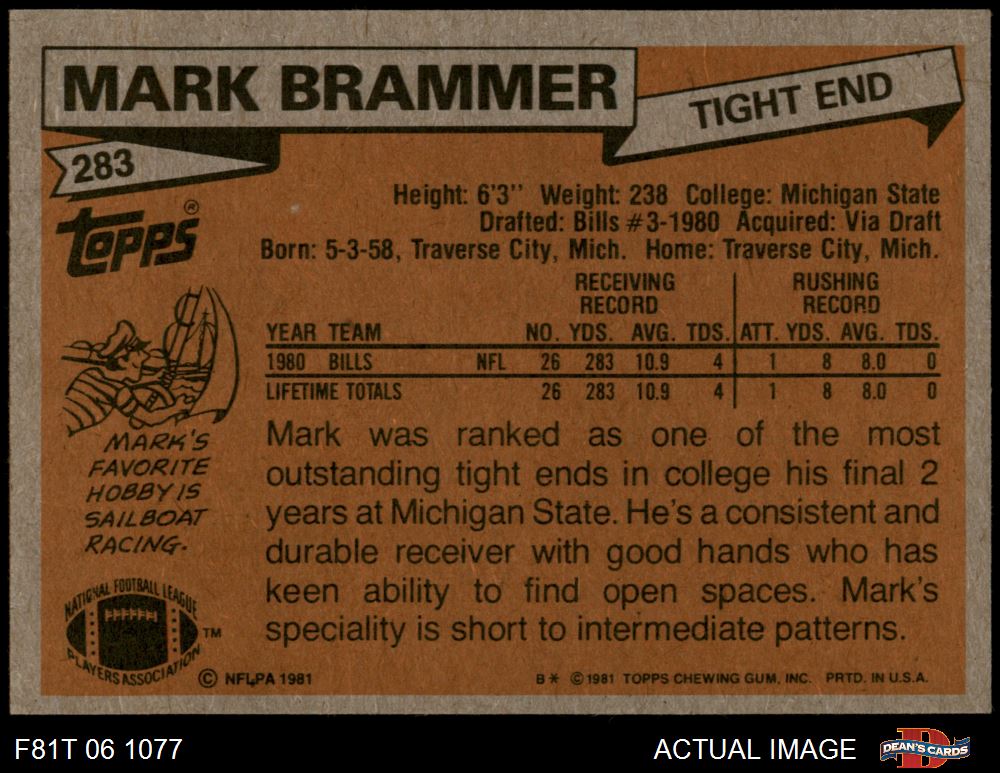 MARK BRAMMER
TIGHT END
283
TOPPS®
Height: 6'3'' Weight: 238 College: Michigan State
Drafted: Bills #3-1980 Acquired: Via Draft
Born: 5-3-58, Traverse City, Mich. Home: Traverse City, Mich.
RECEIVING RUSHING
RECORD RECORD
YEAR TEAM NO. YDS. AVG. TDS. ATT. YDS. AVG. TDS.
1980 BILLS NFL 26 283 10.9 4 1 8 8.0 0
LIFETIME TOTALS 26 283 10.9 4 1 8 8.0 0
MARK'S
FAVORITE
HOBBY IS
SAILBOAT
RACING.
Mark was ranked as one of the most
outstanding tight ends in college his final 2
years at Michigan State. He's a consistent and
durable receiver with good hands who has
keen ability to find open spaces. Mark's
speciality is short to intermediate patterns.
NATIONAL FOOTBALL LEAGUE
PLAYERS ASSOCIATION
TM
© NFLPA 1981
B* ©1981 TOPPS CHEWING GUM, INC. PRTD. IN U.S.A.
F81T 06 1077
ACTUAL IMAGE
DEAN'S CARDS